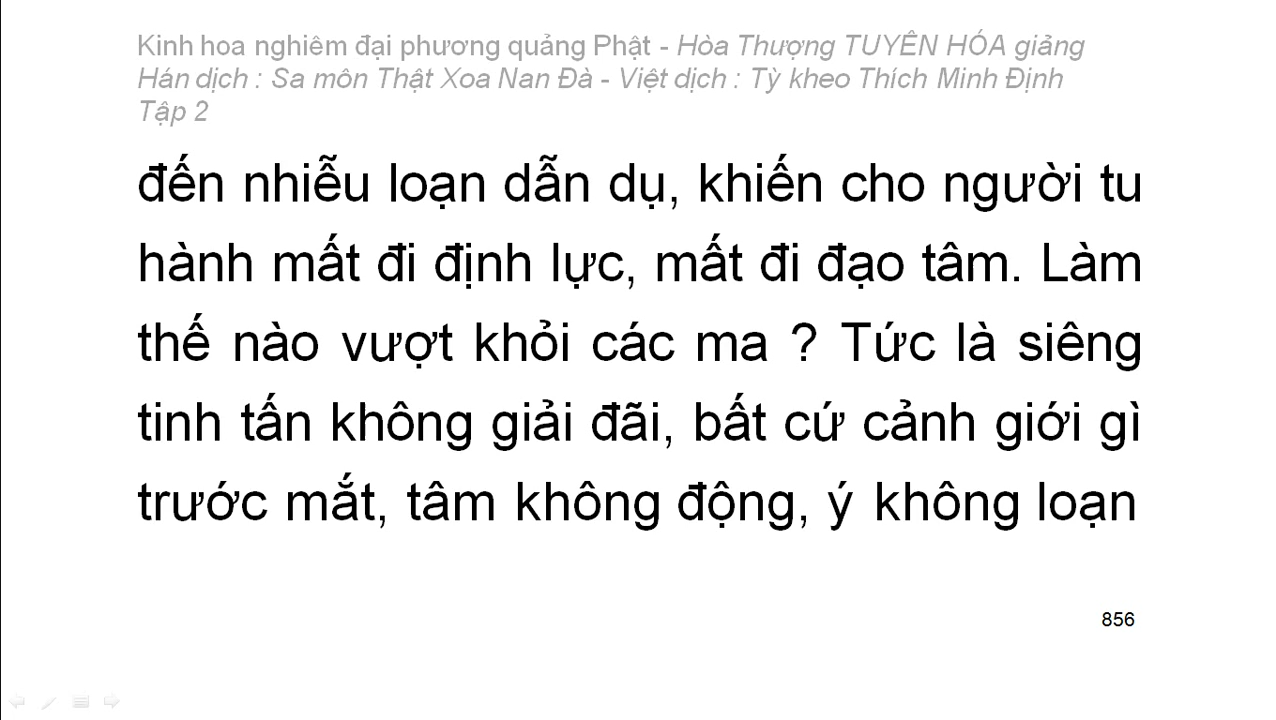 Kinh hoa nghiêm đại phương quảng Phật - Hòa Thượng TUYÊN HÓA giảng
Hán dịch : Sa môn Thật Xoa Nan Đà - Việt dịch : Tỳ kheo Thích Minh Định
Tập 2
đến nhiễu loạn dẫn dụ, khiến cho người tu
hành mất đi định lực, mất đi đạo tâm. Làm
thế nào vượt khỏi các ma ? Tức là siêng
tinh tấn không giải đãi, bất cứ cảnh giới gì
trước mắt, tâm không động, ý không loạn
856